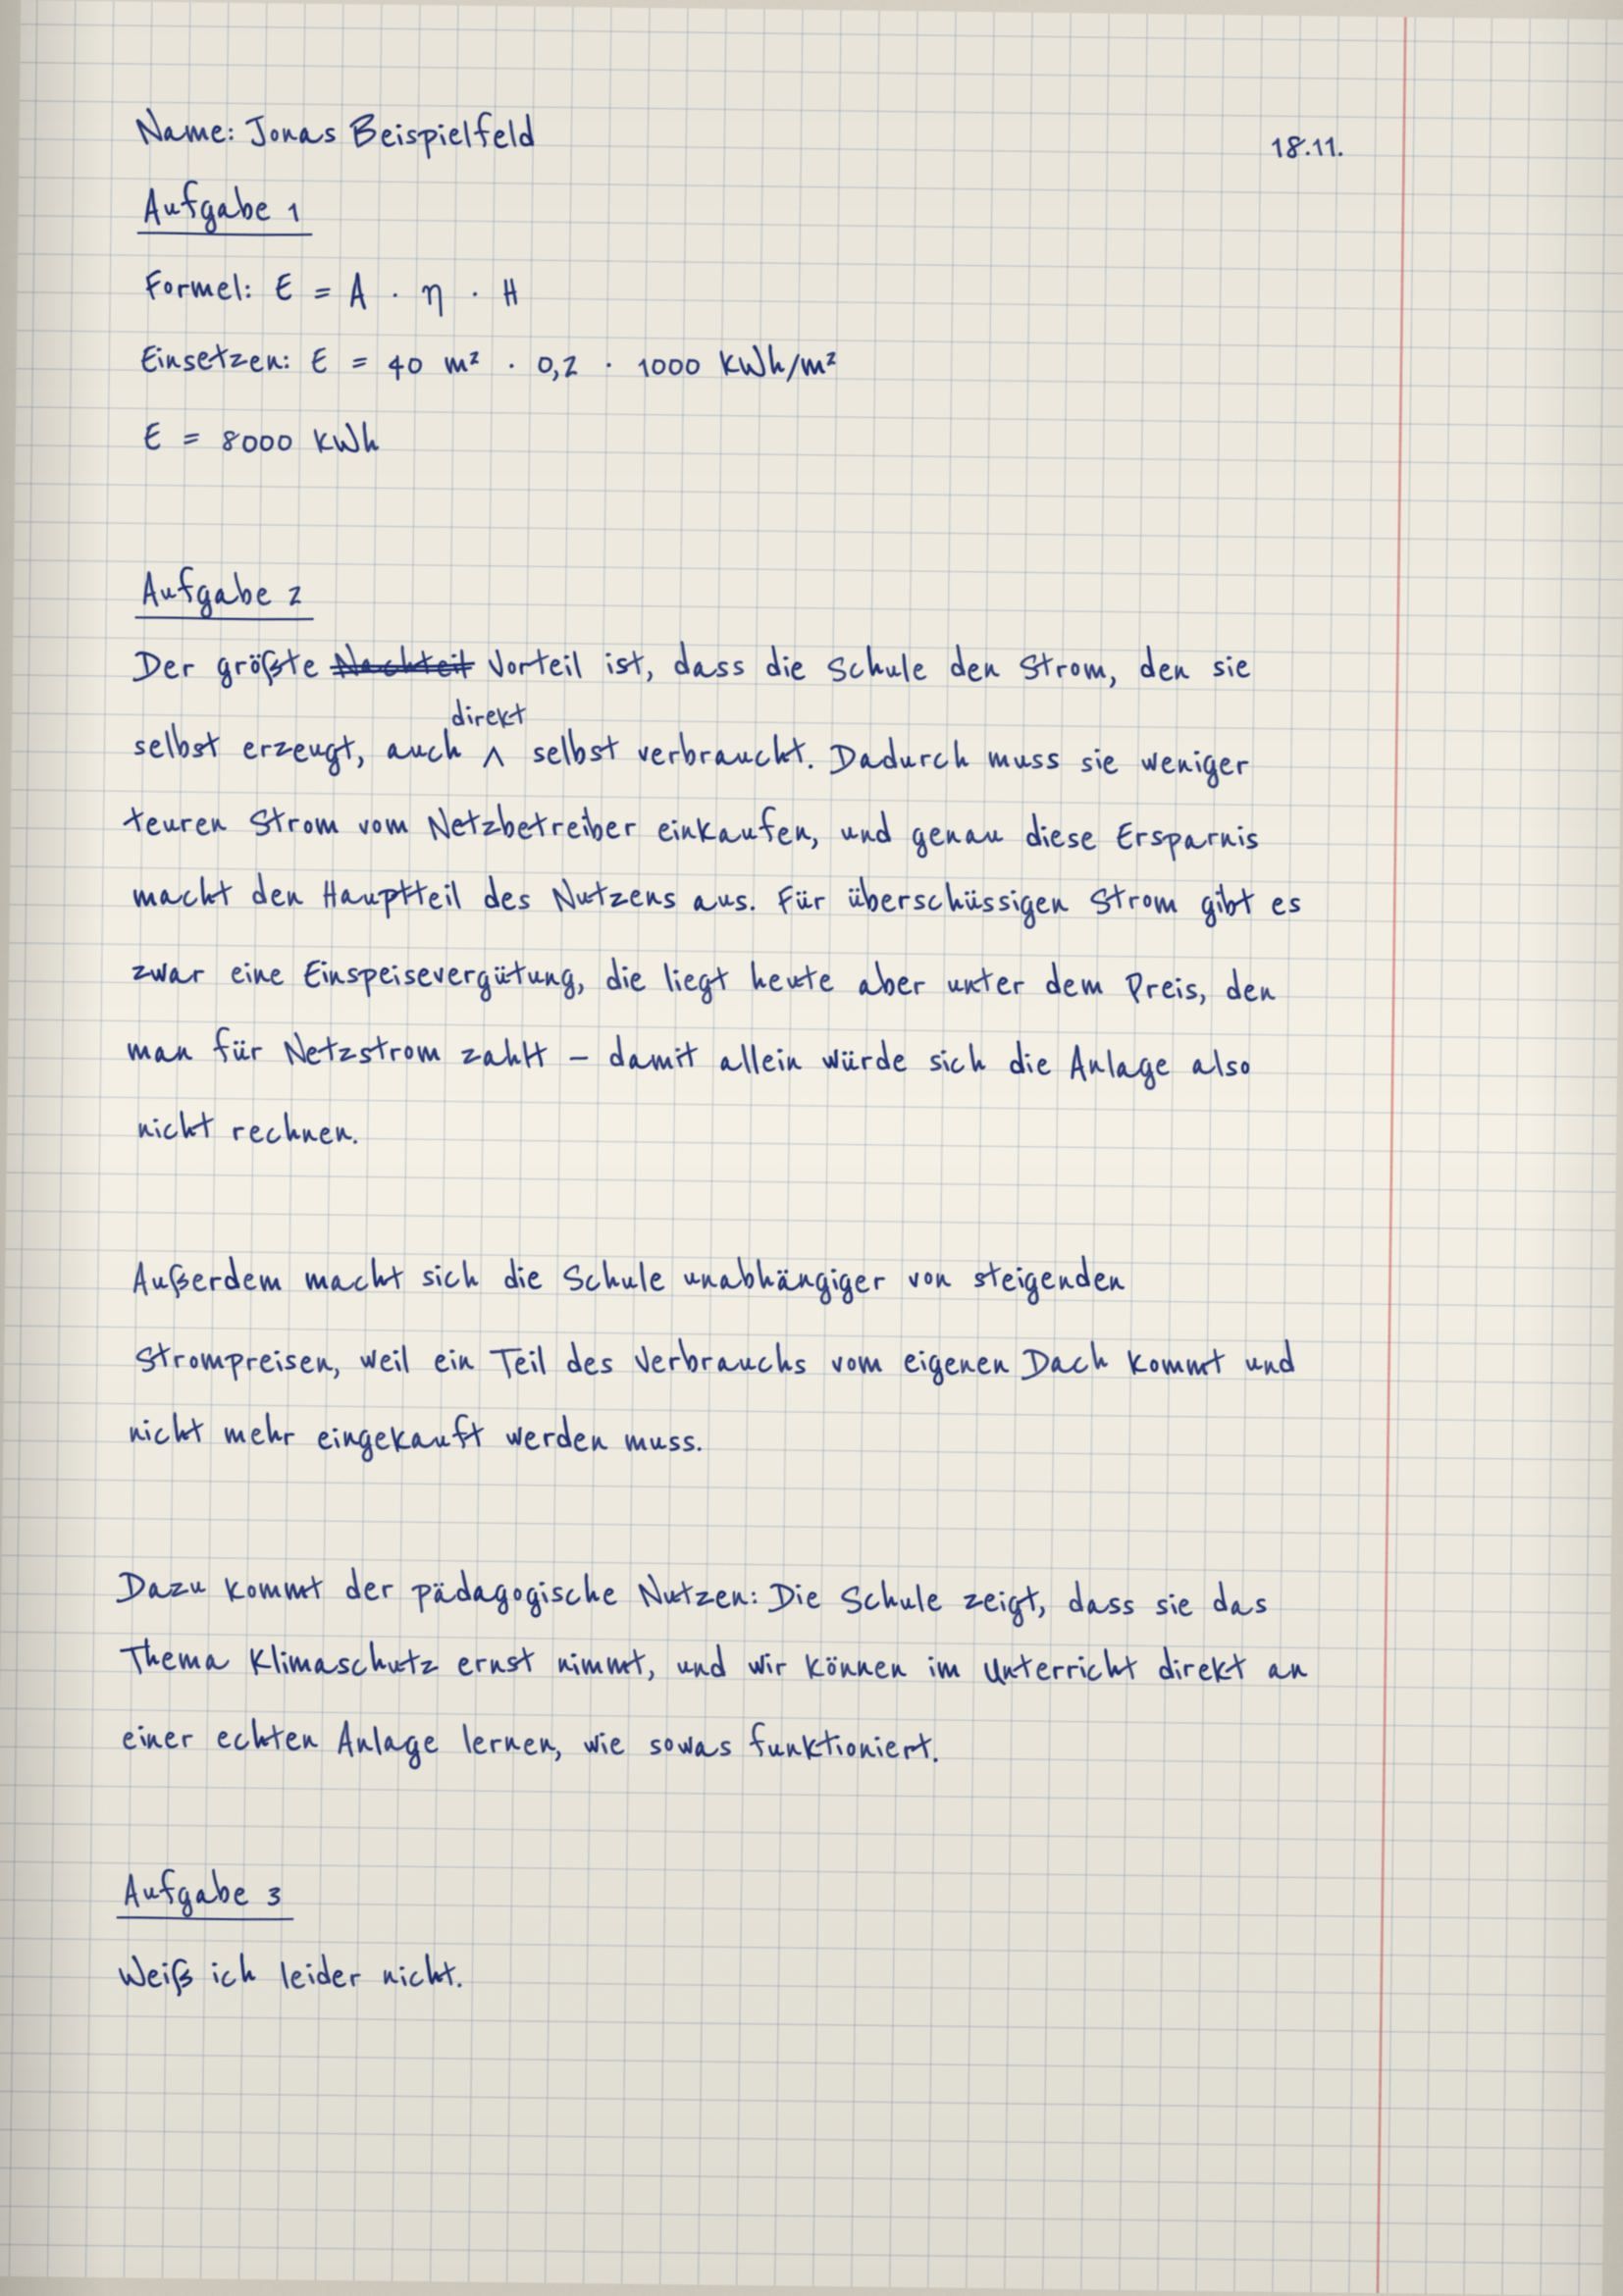 Name: Jonas Beispielfeld
18.11.
Aufgabe 1
Formel: E = A · η · H
Einsetzen: E = 40 m² · 0,2 · 1000 kWh/m²
E = 8000 kWh
Aufgabe 2
Der größte Nachteil Vorteil ist, dass die Schule den Strom, den sie
direkt
selbst erzeugt, auch ^ selbst verbraucht. Dadurch muss sie weniger
teuren Strom vom Netzbetreiber einkaufen, und genau diese Ersparnis
macht den Hauptteil des Nutzens aus. Für überschüssigen Strom gibt es
zwar eine Einspeisevergütung, die liegt heute aber unter dem Preis, den
man für Netzstrom zahlt – damit allein würde sich die Anlage also
nicht rechnen.
Außerdem macht sich die Schule unabhängiger von steigenden
Strompreisen, weil ein Teil des Verbrauchs vom eigenen Dach kommt und
nicht mehr eingekauft werden muss.
Dazu kommt der pädagogische Nutzen: Die Schule zeigt, dass sie das
Thema Klimaschutz ernst nimmt, und wir können im Unterricht direkt an
einer echten Anlage lernen, wie sowas funktioniert.
Aufgabe 3
Weiß ich leider nicht.